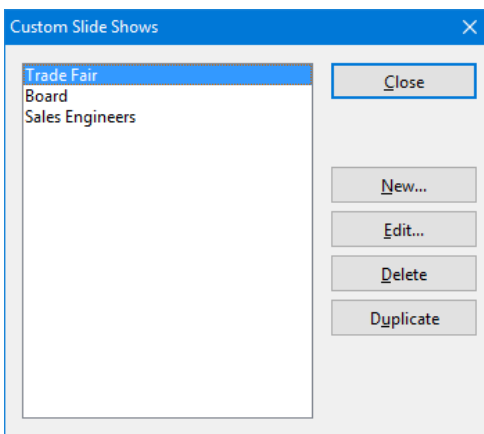 Custom Slide Shows
Trade Fair
Board
Sales Engineers
Close
New...
Edit...
Delete
Duplicate